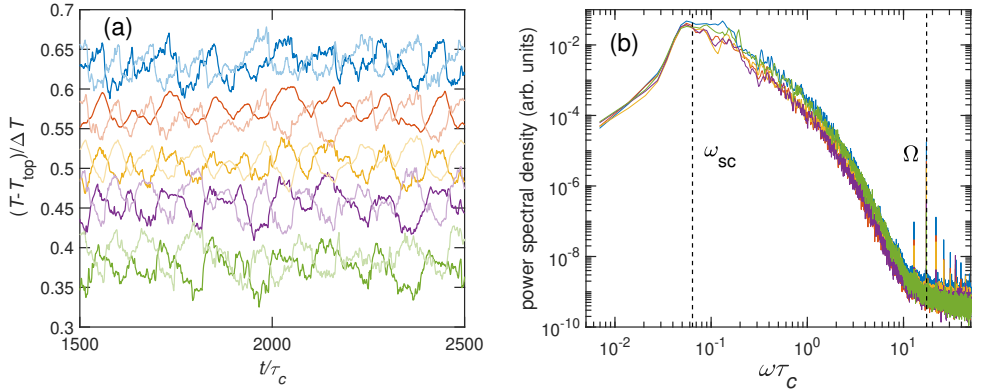 (a)
(T-T_top)/ΔT
0.65
0.6
0.55
0.5
0.45
0.4
0.35
0.3
1500
2000
2500
t/τ_c
(b)
power spectral density (arb. units)
10^-2
10^-4
10^-6
10^-8
10^-10
ω_sc
Ω
10^-2
10^-1
10^0
10^1
ωτ_c